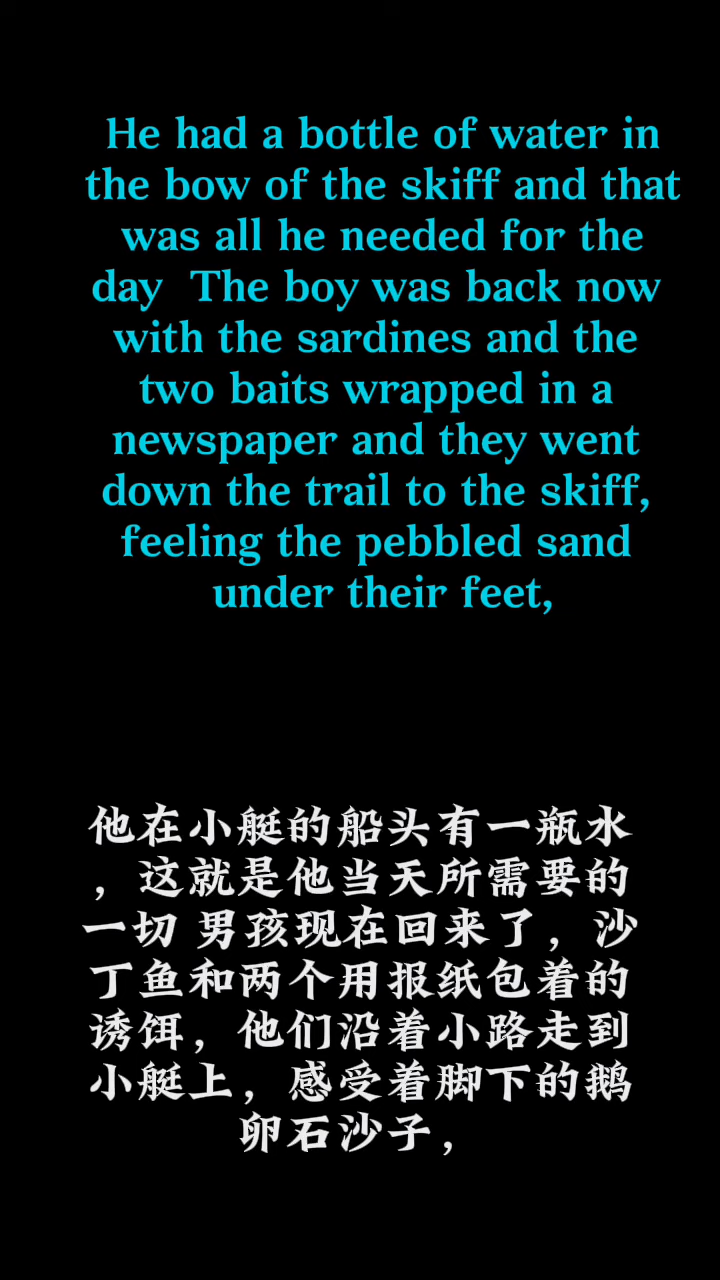 He had a bottle of water in
the bow of the skiff and that
was all he needed for the
day  The boy was back now
with the sardines and the
two baits wrapped in a
newspaper and they went
down the trail to the skiff,
feeling the pebbled sand
under their feet,
他在小艇的船头有一瓶水
，这就是他当天所需要的
一切 男孩现在回来了，沙
丁鱼和两个用报纸包着的
诱饵，他们沿着小路走到
小艇上，感受着脚下的鹅
卵石沙子，